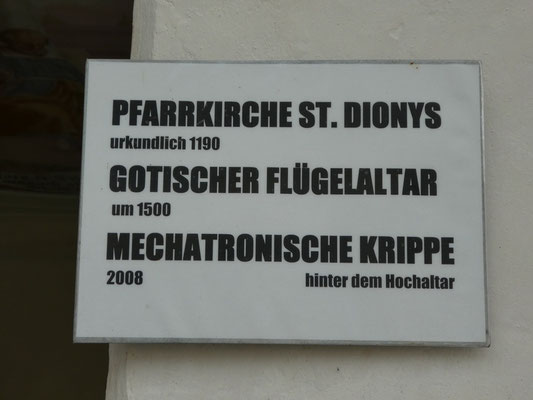 PFARRKIRCHE ST. DIONYS
urkundlich 1190
GOTISCHER FLÜGELALTAR
um 1500
MECHATRONISCHE KRIPPE
2008 hinter dem Hochaltar